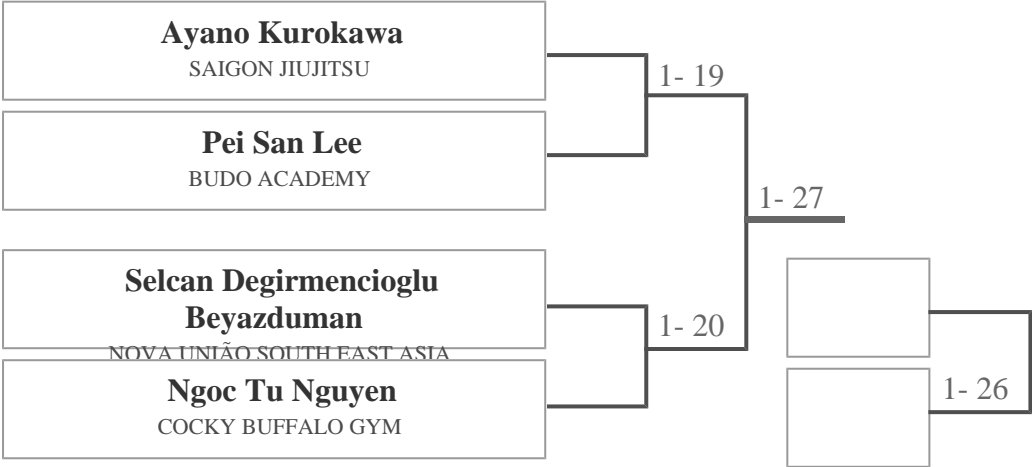 Ayano Kurokawa
SAIGON JIUJITSU
1- 19
Pei San Lee
BUDO ACADEMY
1- 27
Selcan Degirmencioglu
Beyazduman
NOVA UNIÃO SOUTH EAST ASIA
1- 20
Ngoc Tu Nguyen
COCKY BUFFALO GYM
1- 26